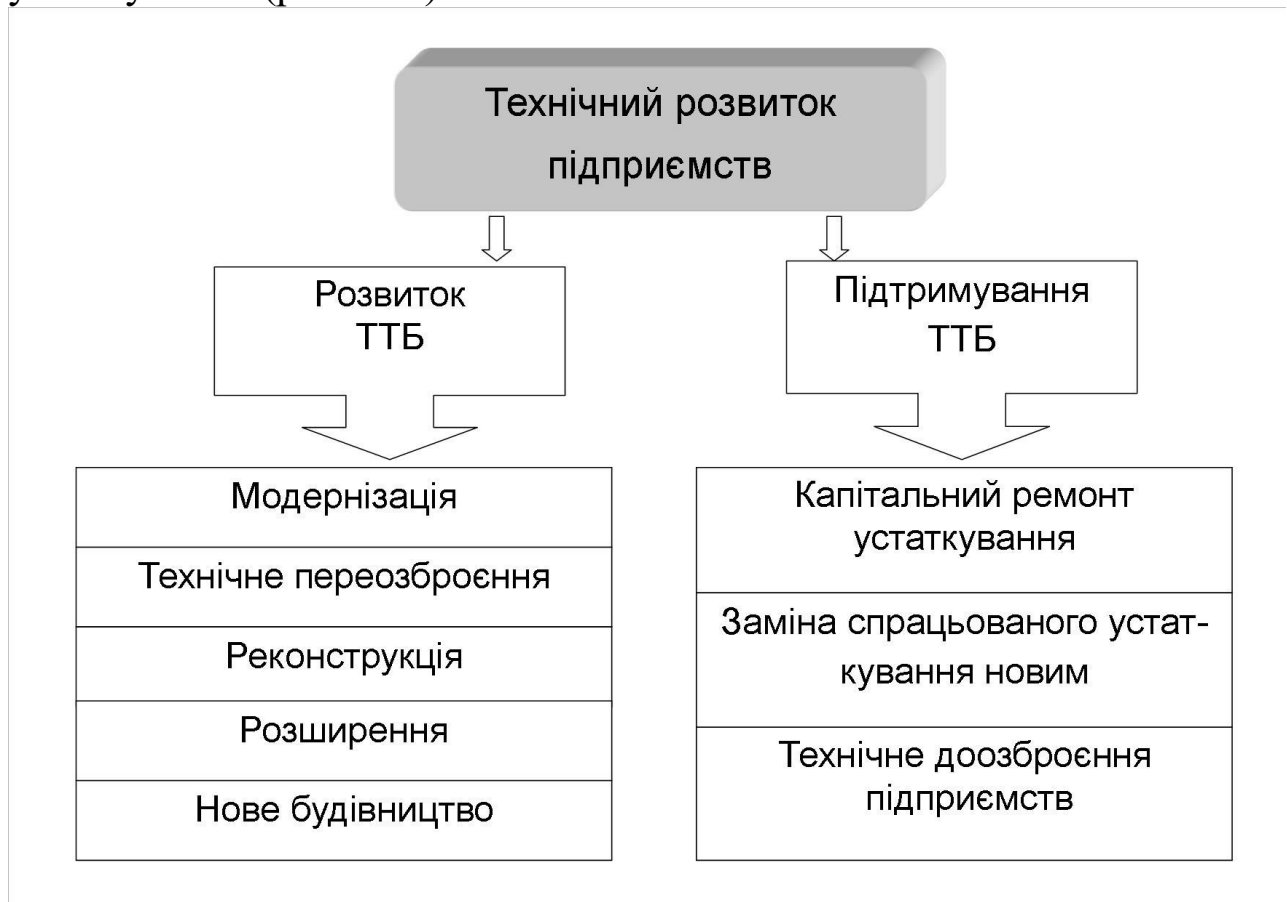 Технічний розвиток
підприємств
Розвиток
ТТБ
Підтримування
ТТБ
Модернізація
Технічне переозброєння
Реконструкція
Розширення
Нове будівництво
Капітальний ремонт
устаткування
Заміна спрацьованого устат-
кування новим
Технічне доозброєння
підприємств